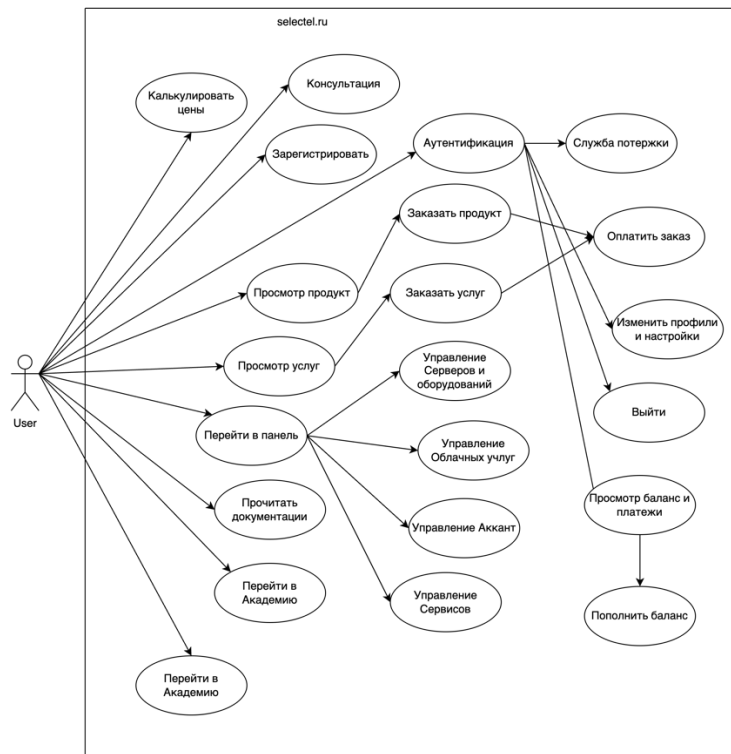 selectel.ru
Калькулировать
цены
Консультация
Зарегистрировать
Аутентификация
Служба потержки
Заказать продукт
Оплатить заказ
Просмотр продукт
Заказать услуг
Изменить профили
и настройки
Просмотр услуг
Управление
Серверов и
оборудований
User
Перейти в панель
Выйти
Управление
Облачных учлуг
Прочитать
документации
Просмотр баланс и
платежи
Управление Аккант
Перейти в
Академию
Управление
Сервисов
Пополнить баланс
Перейти в
Академию